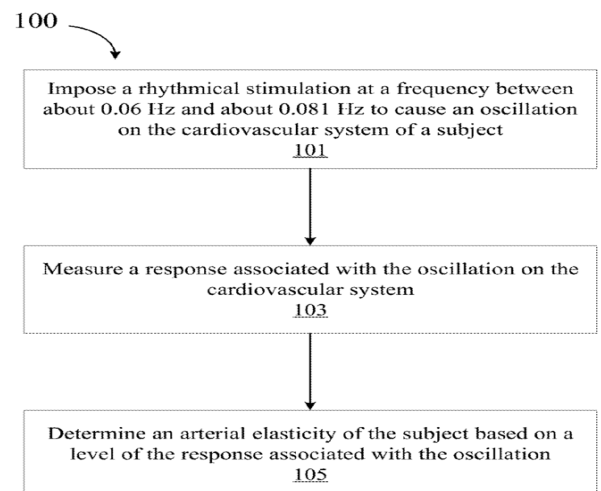 100
Impose a rhythmical stimulation at a frequency between
about 0.06 Hz and about 0.081 Hz to cause an oscillation
on the cardiovascular system of a subject
101
Measure a response associated with the oscillation on the
cardiovascular system
103
Determine an arterial elasticity of the subject based on a
level of the response associated with the oscillation
105